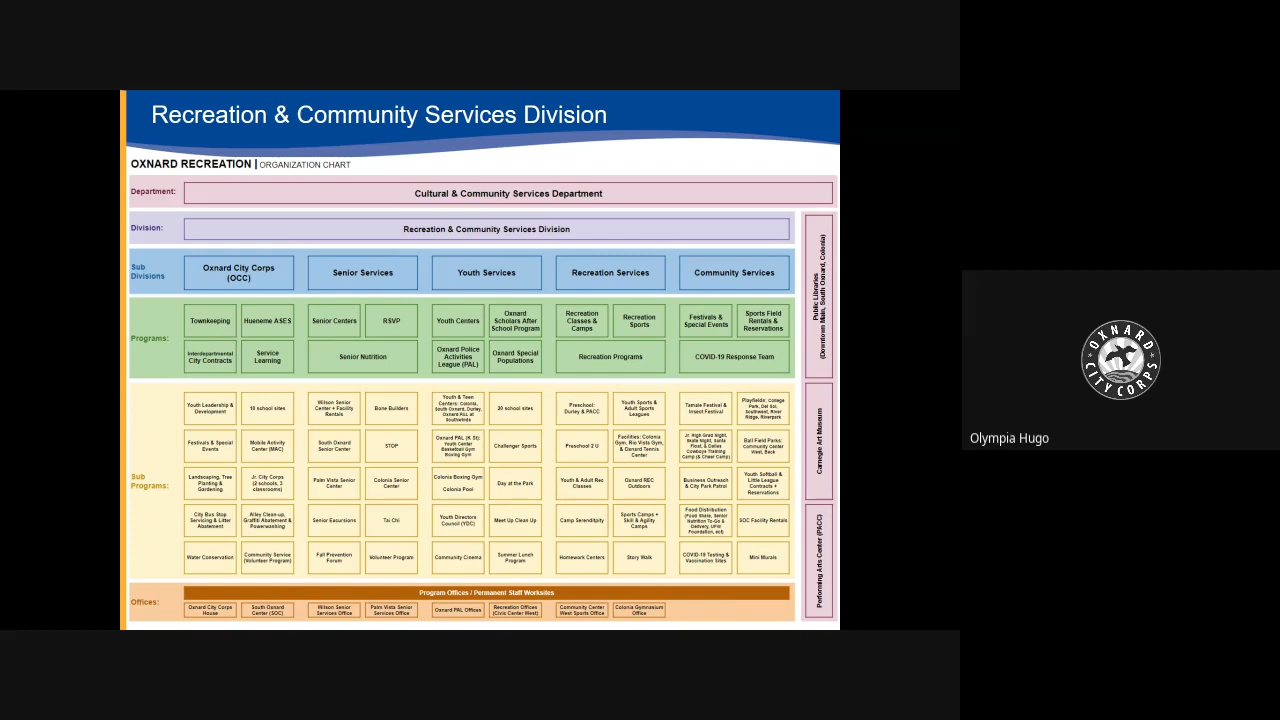 Recreation & Community Services Division
OXNARD RECREATION | ORGANIZATION CHART
Department:
Cultural & Community Services Department
Division:
Recreation & Community Services Division
Sub
Divisions
Oxnard City Corps
(OCC)
Senior Services
Youth Services
Recreation Services
Community Services
Programs:
Townkeeping
Hueneme ASES
Senior Centers
RSVP
Youth Centers
Oxnard
Scholars After
School Program
Recreation
Classes &
Camps
Recreation
Sports
Festivals &
Special Events
Sports Field
Rentals &
Reservations
Interdepartmental
City Contracts
Service
Learning
Senior Nutrition
Oxnard Police
Activities
League (PAL)
Oxnard Special
Populations
Recreation Programs
COVID-19 Response Team
Sub
Programs:
Youth Leadership &
Development
10 school sites
Wilson Senior
Center + Facility
Rentals
Bone Builders
Youth & Teen
Centers: Colonia,
South Oxnard, Durley,
Oxnard PAL at
Southwinds
20 school sites
Preschool:
Durley & PACC
Youth Sports &
Adult Sports
Leagues
Tamale Festival &
Insect Festival
Playfields: College
Park, Del Sol,
Southwest, River
Ridge, Riverpark
Festivals & Special
Events
Mobile Activity
Center (MAC)
South Oxnard
Senior Center
STOP
Oxnard PAL (K St):
Youth Center
Basketball Gym
Boxing Gym
Challenger Sports
Preschool 2 U
Facilities: Colonia
Gym, Rio Vista Gym,
& Oxnard Tennis
Center
Jr. High Grad Night,
Skate Night, Santa
Float, & Dallas
Cowboys Training
Camp (& Cheer Camp)
Ball Field Parks:
Community Center
West, Beck
Landscaping, Tree
Planting &
Gardening
Jr. City Corps
(2 schools, 3
classrooms)
Palm Vista Senior
Center
Colonia Senior
Center
Colonia Boxing Gym
Colonia Pool
Day at the Park
Youth & Adult Rec
Classes
Oxnard REC
Outdoors
Business Outreach
& City Park Patrol
Youth Softball &
Little League
Contracts +
Reservations
City Bus Stop
Servicing & Litter
Abatement
Alley Clean-up,
Graffiti Abatement &
Powerwashing
Senior Excursions
Tai Chi
Youth Directors
Council (YDC)
Meet Up Clean Up
Camp Serendipity
Sports Camps +
Skill & Agility
Camps
Food Distribution
(Food Share, Senior
Nutrition To-Go &
Delivery, UFW
Foundation, ect)
SOC Facility Rentals
Water Conservation
Community Service
(Volunteer Program)
Fall Prevention
Forum
Volunteer Program
Community Cinema
Summer Lunch
Program
Homework Centers
Story Walk
COVID-19 Testing &
Vaccination Sites
Mini Murals
Offices:
Program Offices / Permanent Staff Worksites
Oxnard City Corps
House
South Oxnard
Center (SOC)
Wilson Senior
Services Office
Palm Vista Senior
Services Office
Oxnard PAL Offices
Recreation Offices
(Civic Center West)
Community Center
West Sports Office
Colonia Gymnasium
Office
Public Libraries
(Downtown Main, South Oxnard, Colonia)
Carnegie Art Museum
Performing Arts Center (PACC)
OXNARD
CITY CORPS
Olympia Hugo